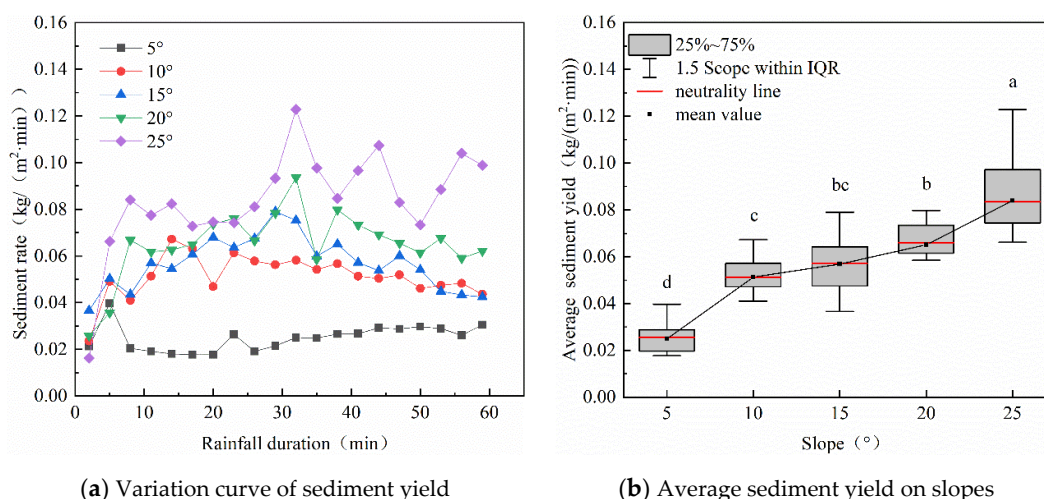 0.16
0.14
0.12
0.10
0.08
0.06
0.04
0.02
0.00
Sediment rate（kg/（m²·min））
5°
10°
15°
20°
25°
0 10 20 30 40 50 60
Rainfall duration（min）
(a) Variation curve of sediment yield
0.16
0.14
0.12
0.10
0.08
0.06
0.04
0.02
0.00
Average sediment yield（kg/(m²·min))
25%~75%
1.5 Scope within IQR
neutrality line
mean value
d
c
bc
b
a
5 10 15 20 25
Slope（°）
(b) Average sediment yield on slopes